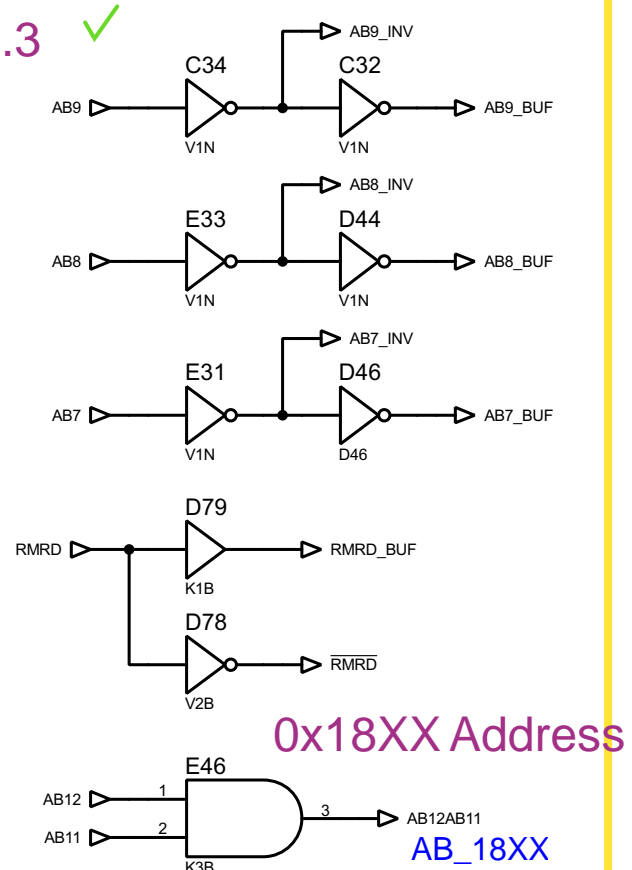 .3
AB9_INV
C34
C32
AB9
AB9_BUF
V1N
V1N
AB8_INV
E33
D44
AB8
AB8_BUF
V1N
V1N
AB7_INV
E31
D46
AB7
AB7_BUF
V1N
D46
D79
RMRD
RMRD_BUF
K1B
D78
RMRD
V2B
0x18XX Address
E46
AB12
1
3
AB12AB11
AB11
2
AB_18XX
K3B